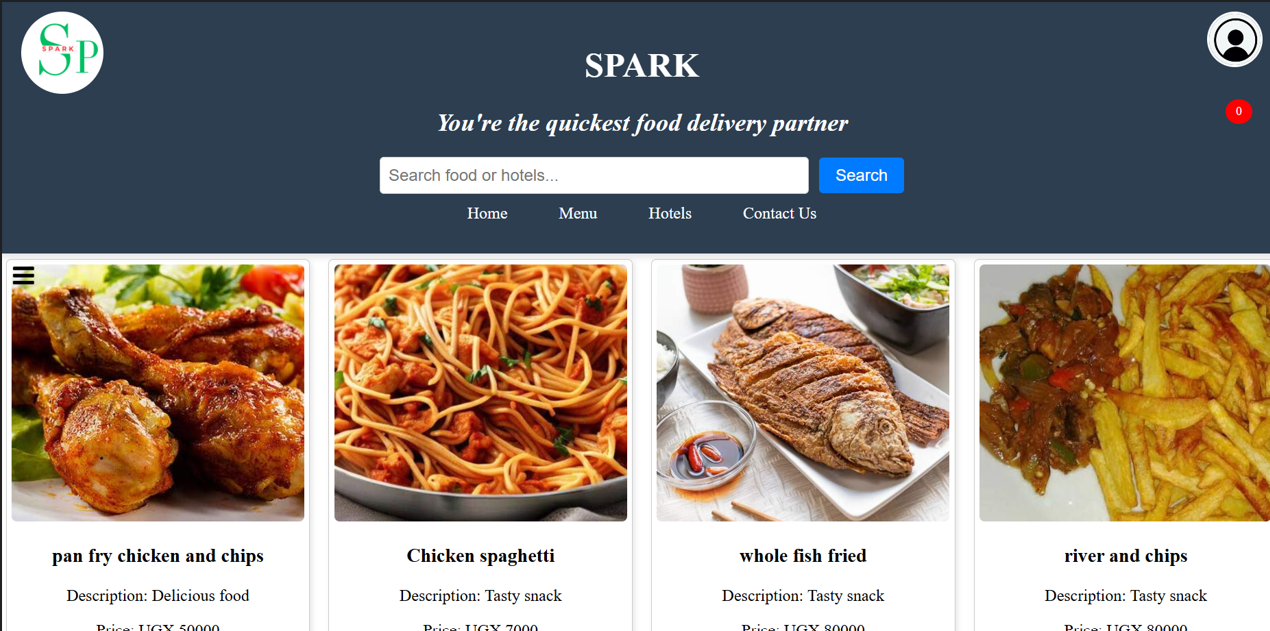 SP
SPARK
SPARK
You're the quickest food delivery partner
0
Search food or hotels...
Search
Home Menu Hotels Contact Us
pan fry chicken and chips
Description: Delicious food
Price: UGX 50000
Chicken spaghetti
Description: Tasty snack
Price: UGX 7000
whole fish fried
Description: Tasty snack
Price: UGX 80000
river and chips
Description: Tasty snack
Price: UGX 80000